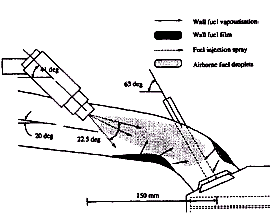 Wall fuel vapourisation
Wall fuel film
Fuel injection spray
Airborne fuel droplets
41 deg
63 deg
20 deg
22.5 deg
150 mm